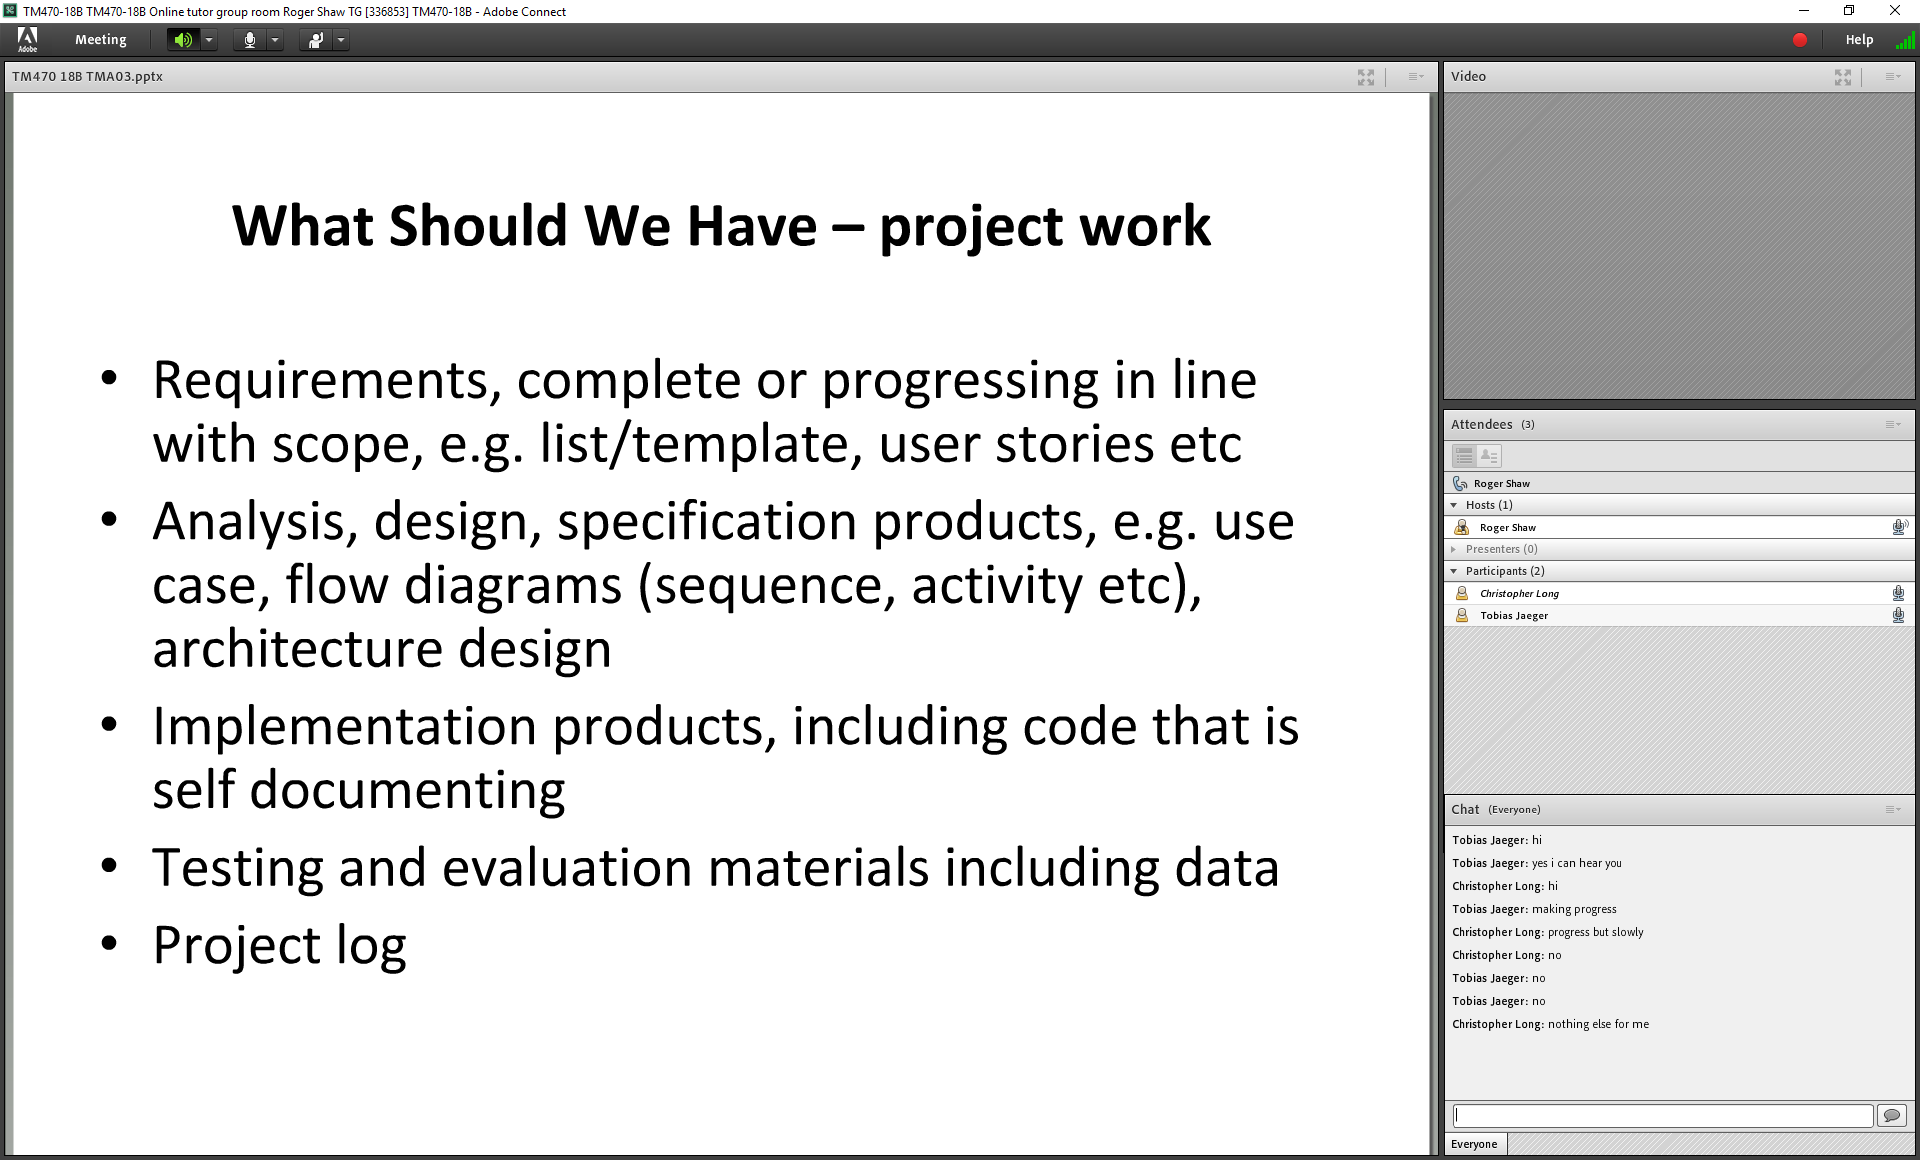 TM470-18B TM470-18B Online tutor group room Roger Shaw TG [336853] TM470-18B - Adobe Connect
Adobe
Meeting
Help
TM470 18B TMA03.pptx
What Should We Have – project work
• Requirements, complete or progressing in line
with scope, e.g. list/template, user stories etc
• Analysis, design, specification products, e.g. use
case, flow diagrams (sequence, activity etc),
architecture design
• Implementation products, including code that is
self documenting
• Testing and evaluation materials including data
• Project log
Video
Attendees (3)
Roger Shaw
Hosts (1)
Roger Shaw
Presenters (0)
Participants (2)
Christopher Long
Tobias Jaeger
Chat (Everyone)
Tobias Jaeger: hi
Tobias Jaeger: yes i can hear you
Christopher Long: hi
Tobias Jaeger: making progress
Christopher Long: progress but slowly
Christopher Long: no
Tobias Jaeger: no
Tobias Jaeger: no
Christopher Long: nothing else for me
Everyone